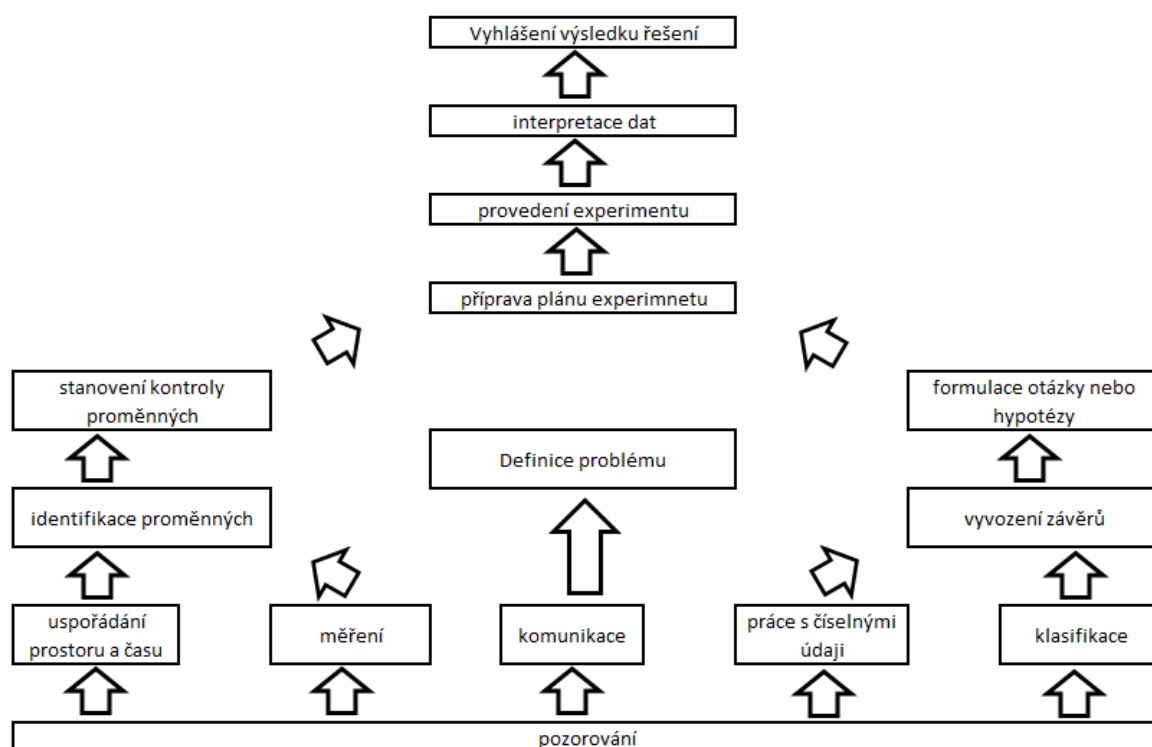 Vyhlášení výsledku řešení
interpretace dat
provedení experimentu
příprava plánu experimnetu
stanovení kontroly
proměnných
formulace otázky nebo
hypotézy
Definice problému
identifikace proměnných
vyvození závěrů
uspořádání
prostoru a času
měření
komunikace
práce s číselnými
údaji
klasifikace
pozorování